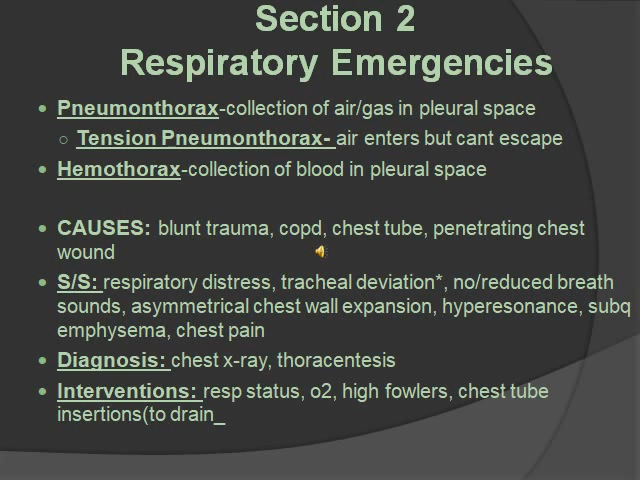 Section 2
Respiratory Emergencies
Pneumonthorax-collection of air/gas in pleural space
Tension Pneumonthorax- air enters but cant escape
Hemothorax-collection of blood in pleural space
CAUSES: blunt trauma, copd, chest tube, penetrating chest
wound
S/S: respiratory distress, tracheal deviation*, no/reduced breath
sounds, asymmetrical chest wall expansion, hyperesonance, subq
emphysema, chest pain
Diagnosis: chest x-ray, thoracentesis
Interventions: resp status, o2, high fowlers, chest tube
insertions(to drain_